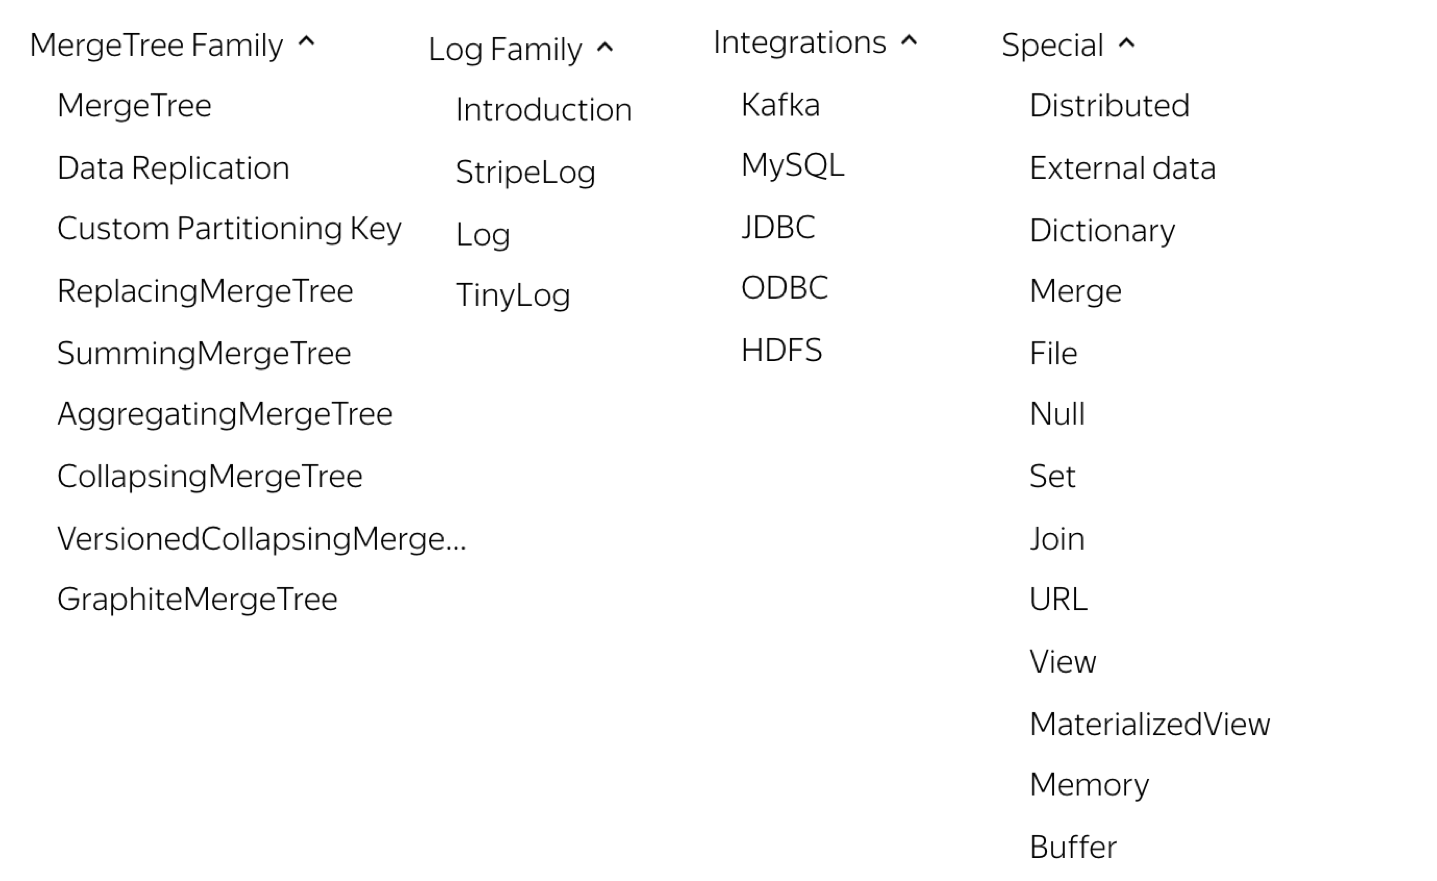 MergeTree Family
MergeTree
Data Replication
Custom Partitioning Key
ReplacingMergeTree
SummingMergeTree
AggregatingMergeTree
CollapsingMergeTree
VersionedCollapsingMerge...
GraphiteMergeTree
Log Family
Introduction
StripeLog
Log
TinyLog
Integrations
Kafka
MySQL
JDBC
ODBC
HDFS
Special
Distributed
External data
Dictionary
Merge
File
Null
Set
Join
URL
View
MaterializedView
Memory
Buffer